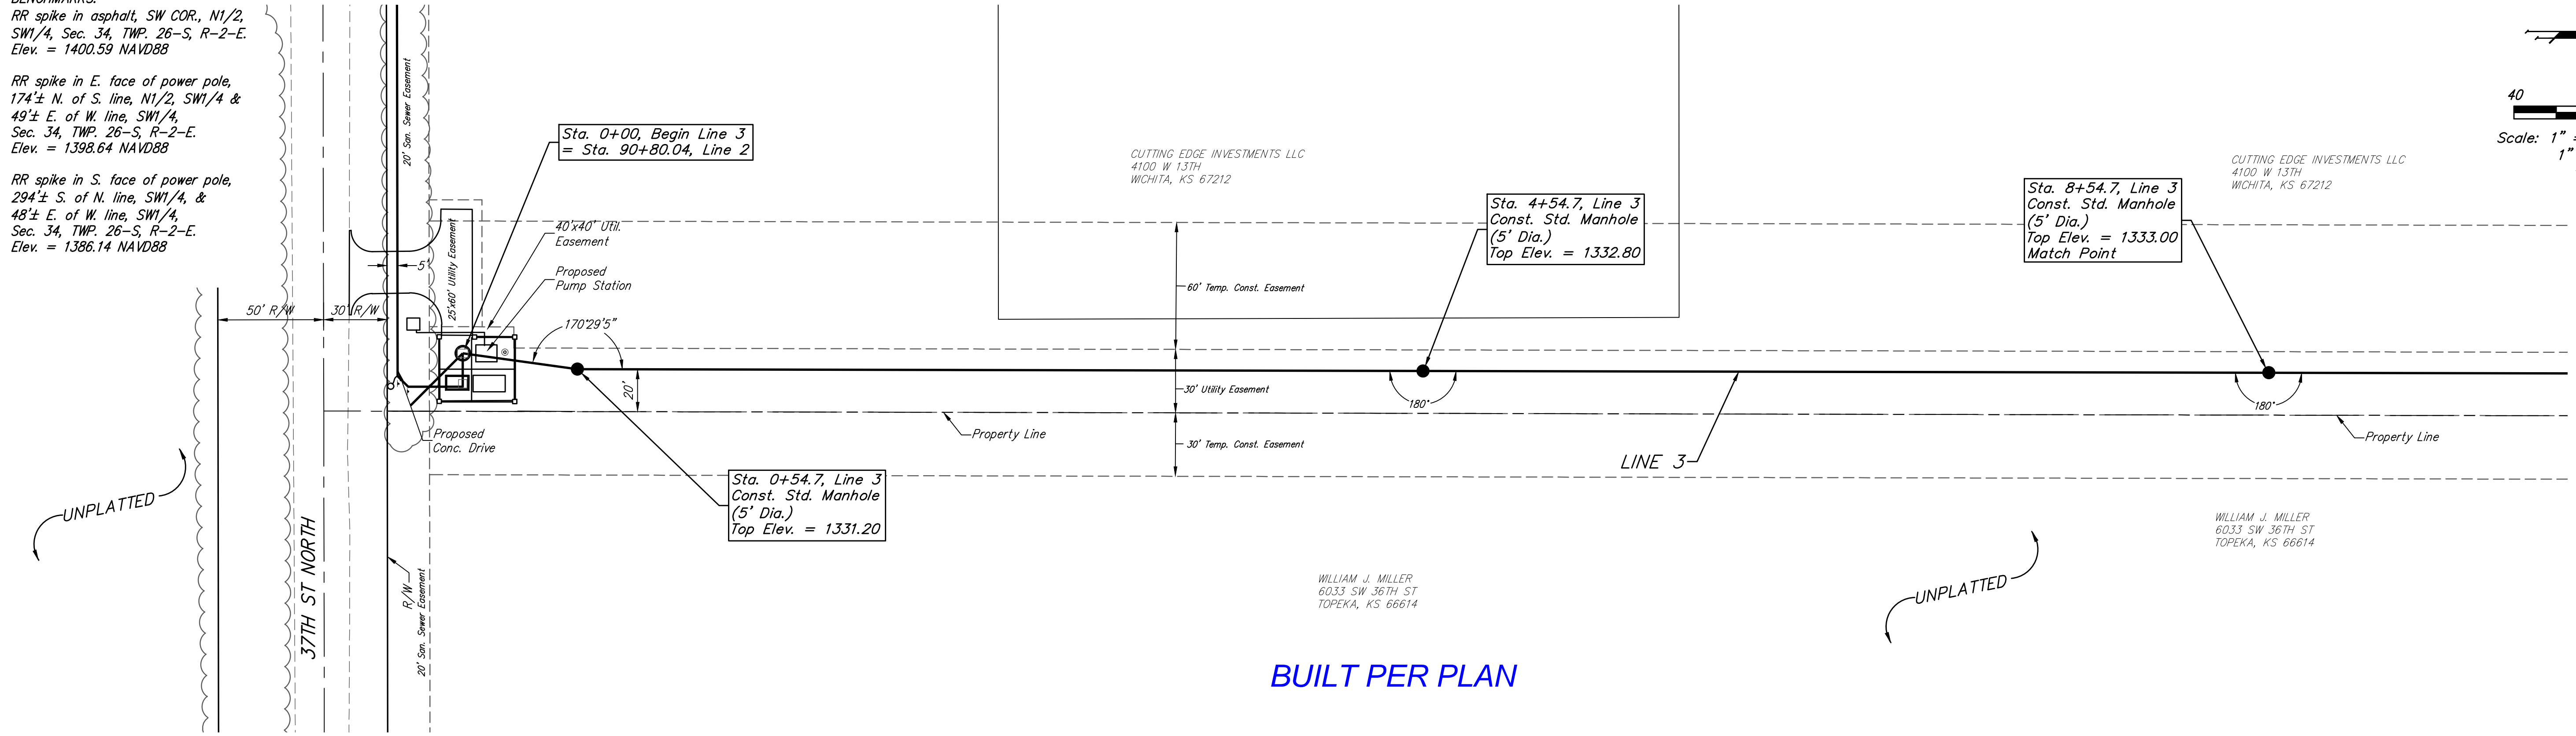 BENCHMARKS:
RR spike in asphalt, SW COR., N1/2,
SW1/4, Sec. 34, TWP. 26-S, R-2-E.
Elev. = 1400.59 NAVD88
RR spike in E. face of power pole,
174'± N. of S. line, N1/2, SW1/4 &
49'± E. of W. line, SW1/4,
Sec. 34, TWP. 26-S, R-2-E.
Elev. = 1398.64 NAVD88
RR spike in S. face of power pole,
294'± S. of N. line, SW1/4, &
48'± E. of W. line, SW1/4,
Sec. 34, TWP. 26-S, R-2-E.
Elev. = 1386.14 NAVD88
50' R/W
30' R/W
5'
20' San. Sewer Easement
25'x60' Utility Easement
Sta. 0+00, Begin Line 3
= Sta. 90+80.04, Line 2
40'x40' Util.
Easement
Proposed
Pump Station
170°29'5"
20'
Proposed
Conc. Drive
UNPLATTED
37TH ST NORTH
R/W
20' San. Sewer Easement
Sta. 0+54.7, Line 3
Const. Std. Manhole
(5' Dia.)
Top Elev. = 1331.20
Property Line
CUTTING EDGE INVESTMENTS LLC
4100 W 13TH
WICHITA, KS 67212
60' Temp. Const. Easement
30' Utility Easement
30' Temp. Const. Easement
Sta. 4+54.7, Line 3
Const. Std. Manhole
(5' Dia.)
Top Elev. = 1332.80
180°
LINE 3
WILLIAM J. MILLER
6033 SW 36TH ST
TOPEKA, KS 66614
BUILT PER PLAN
UNPLATTED
Sta. 8+54.7, Line 3
Const. Std. Manhole
(5' Dia.)
Top Elev. = 1333.00
Match Point
CUTTING EDGE INVESTMENTS LLC
4100 W 13TH
WICHITA, KS 67212
180°
Property Line
WILLIAM J. MILLER
6033 SW 36TH ST
TOPEKA, KS 66614
40
Scale: 1" =
1"